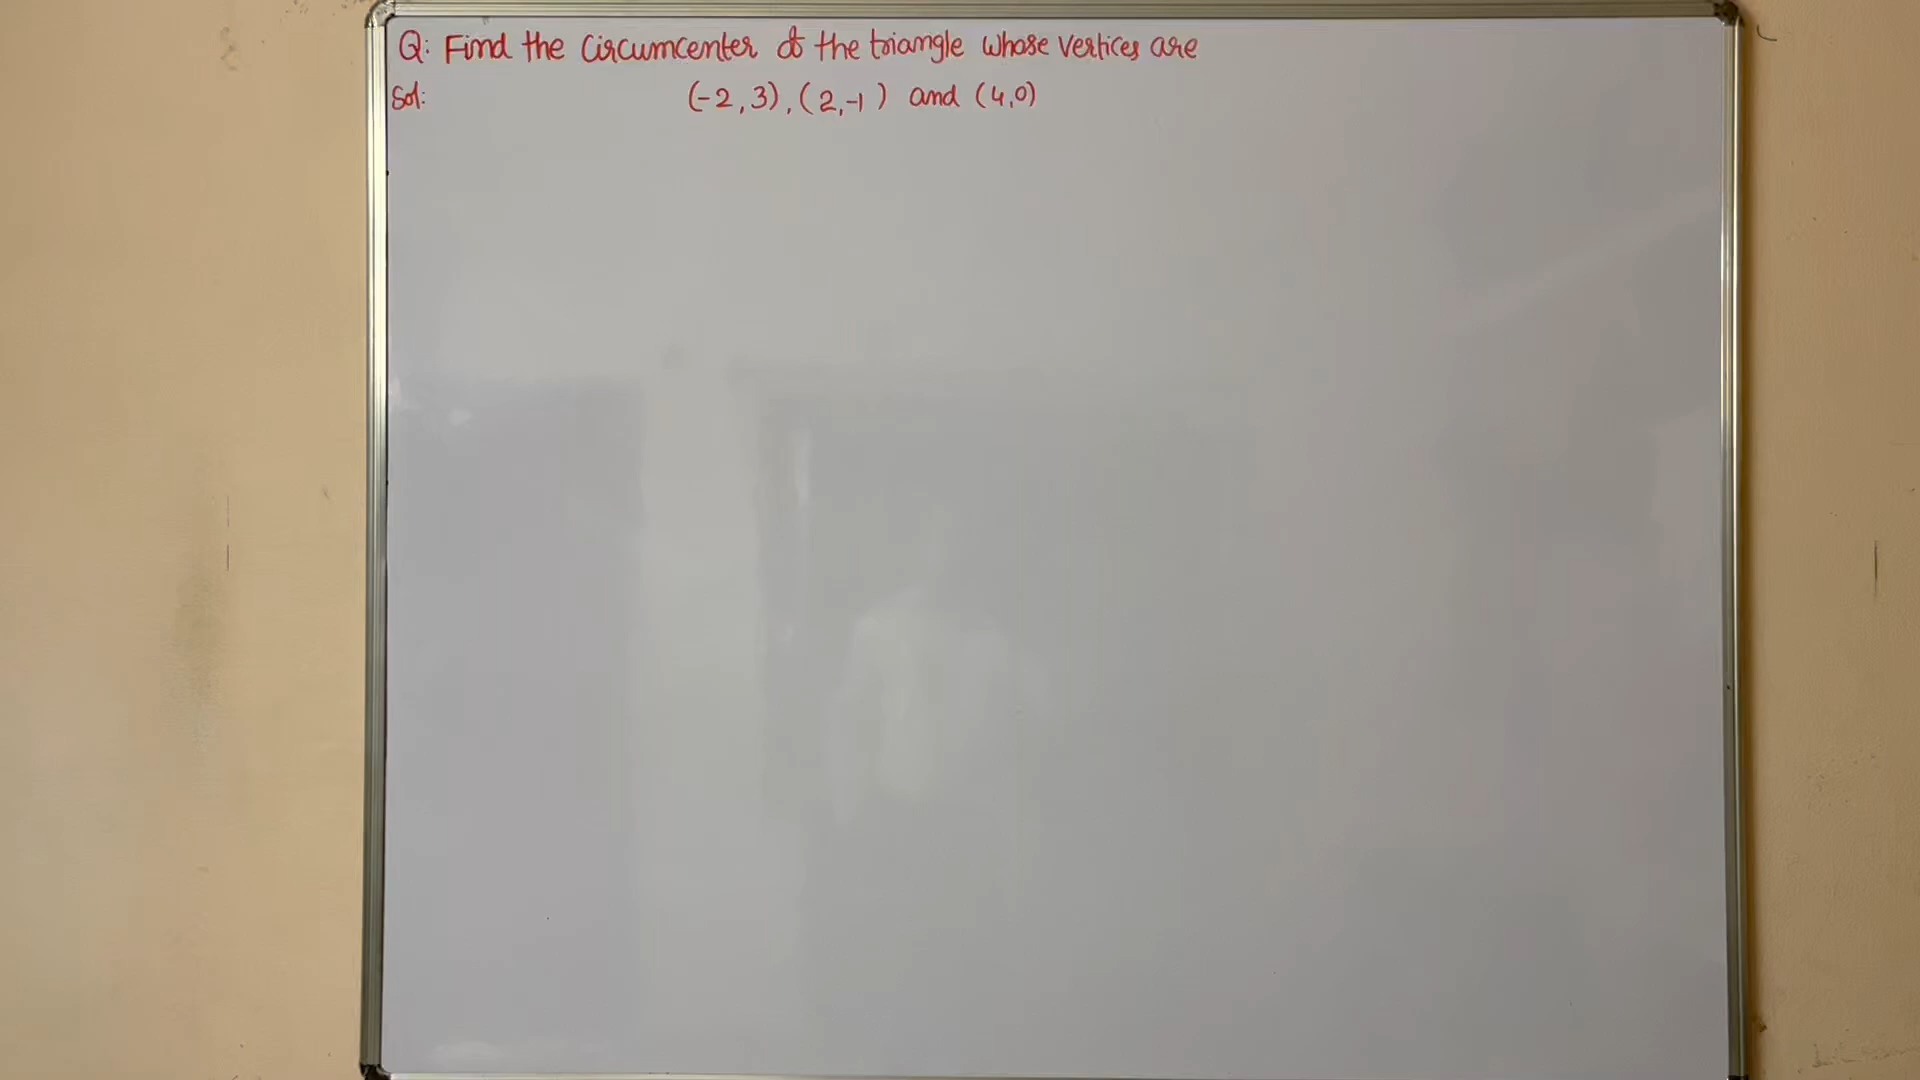 Q: Find the Circumcenter of the triangle whose vertices are
Sol: (-2,3), (2,-1) and (4,0)